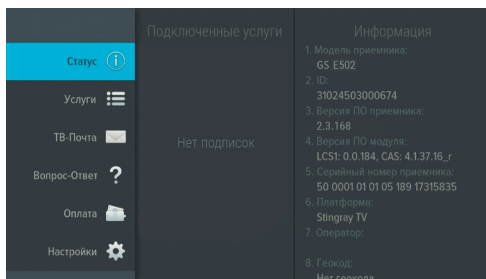 Статус
Услуги
ТВ-Почта
Вопрос-Ответ
Оплата
Настройки
Подключенные услуги
Нет подписок
Информация
1. Модель приемника:
GS E502
2. ID:
31024503000674
3. Версия ПО приемника:
2.3.168
4. Версия ПО модуля:
LCS1: 0.0.184, CAS: 4.1.37.16_r
5. Серийный номер приемника:
50 0001 01 01 05 189 17315835
6. Платформа:
Stingray TV
7. Оператор:
8. Геокод:
Нет геокода